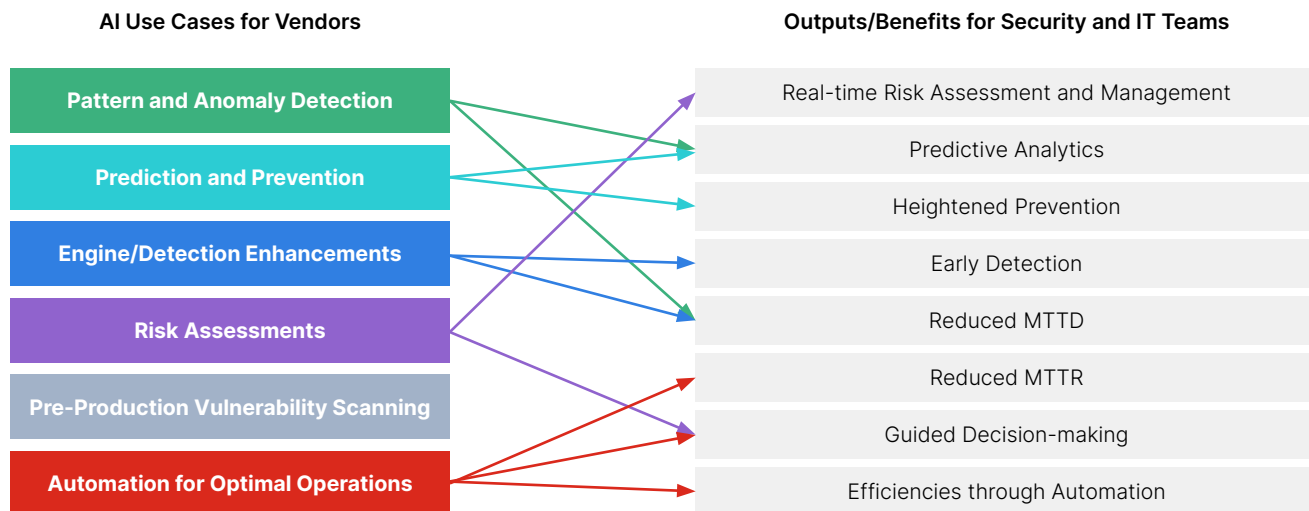 AI Use Cases for Vendors
Outputs/Benefits for Security and IT Teams
Pattern and Anomaly Detection
Prediction and Prevention
Engine/Detection Enhancements
Risk Assessments
Pre-Production Vulnerability Scanning
Automation for Optimal Operations
Real-time Risk Assessment and Management
Predictive Analytics
Heightened Prevention
Early Detection
Reduced MTTD
Reduced MTTR
Guided Decision-making
Efficiencies through Automation